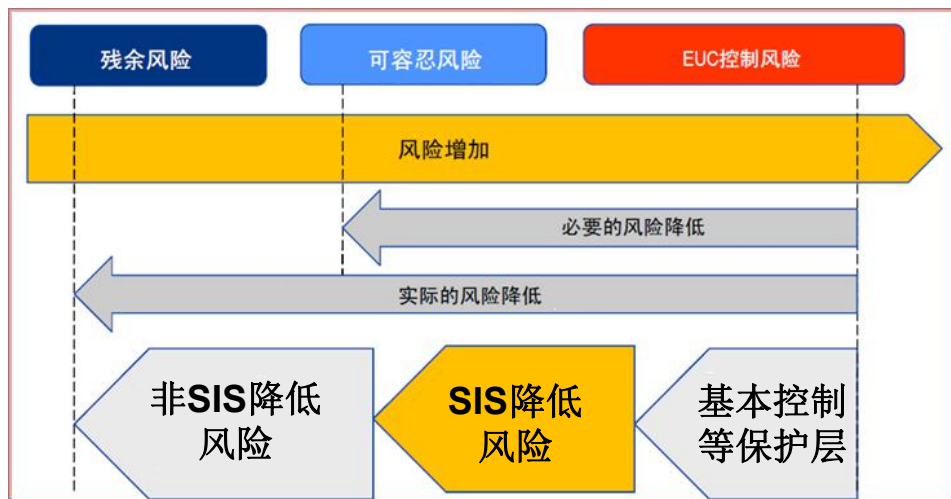 残余风险
可容忍风险
EUC控制风险
风险增加
必要的风险降低
实际的风险降低
非SIS降低
风险
SIS降低
风险
基本控制
等保护层